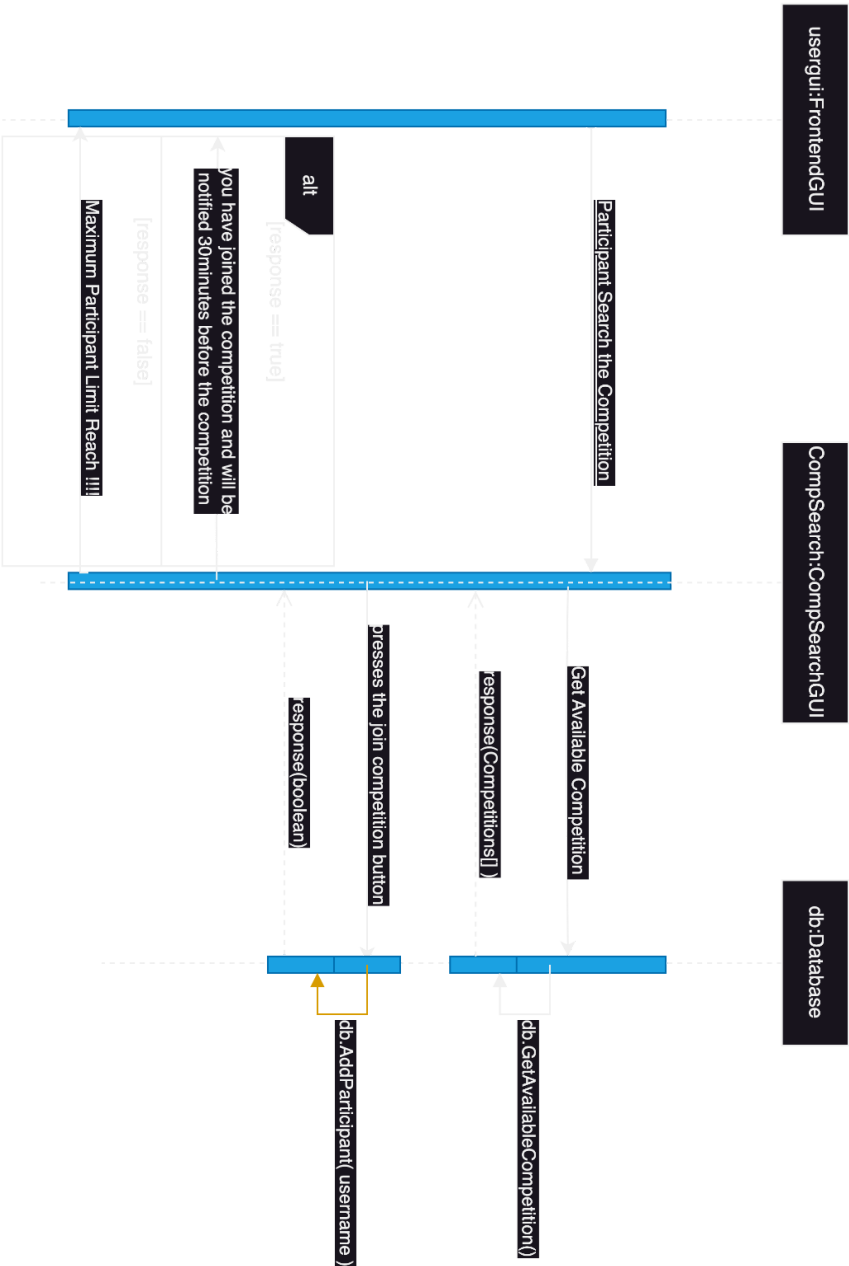 usergui:FrontendGUI
CompSearch:CompSearchGUI
db:Database
Participant Search the Competition
Get Available Competition
db.GetAvailableCompetition()
response(Competitions[] )
presses the join competition button
db.AddParticipant( username )
response(boolean)
alt
[response == true]
you have joined the competition and will be
notified 30minutes before the competition
[response == false]
Maximum Participant Limit Reach !!!!